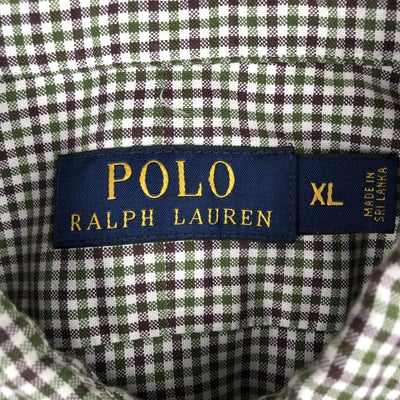 POLO
RALPH LAUREN
XL
MADE IN
SRI LANKA